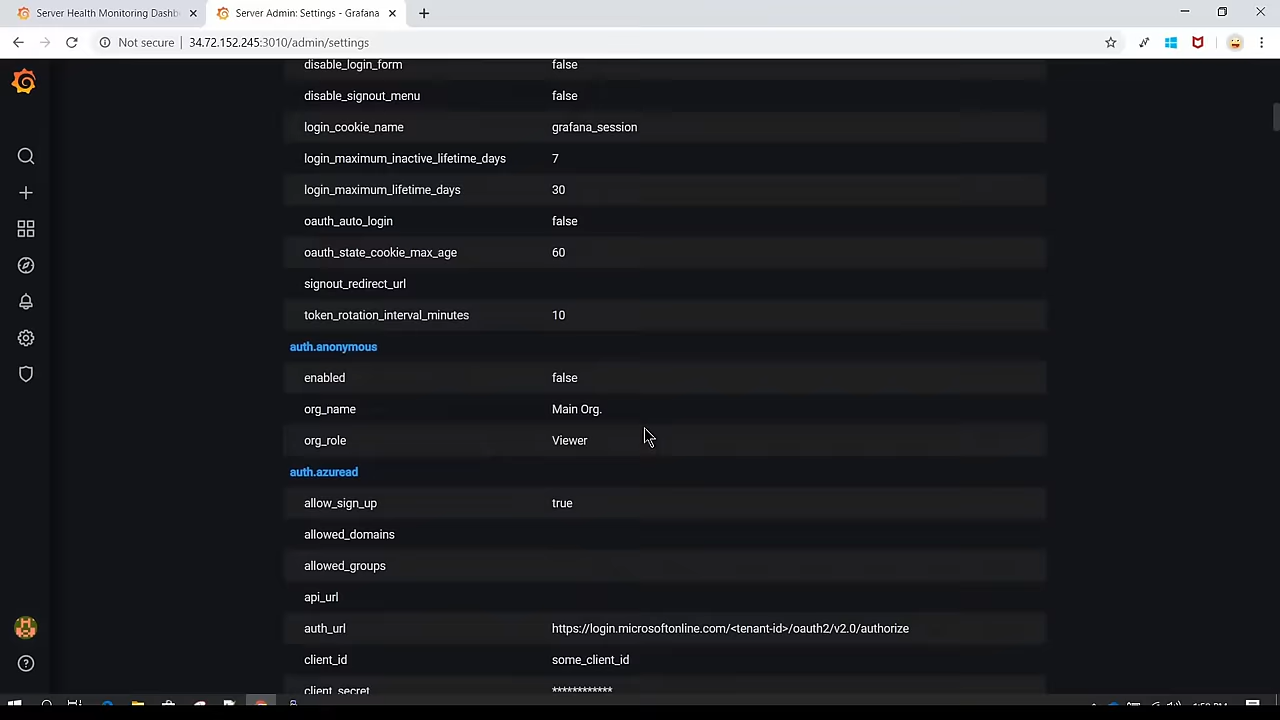 Server Health Monitoring Dashb
Server Admin: Settings - Grafana
Not secure
34.72.152.245:3010/admin/settings
disable_login_form false
disable_signout_menu false
login_cookie_name grafana_session
login_maximum_inactive_lifetime_days 7
login_maximum_lifetime_days 30
oauth_auto_login false
oauth_state_cookie_max_age 60
signout_redirect_url
token_rotation_interval_minutes 10
auth.anonymous
enabled false
org_name Main Org.
org_role Viewer
auth.azuread
allow_sign_up true
allowed_domains
allowed_groups
api_url
auth_url https://login.microsoftonline.com/<tenant-id>/oauth2/v2.0/authorize
client_id some_client_id
client_secret ************